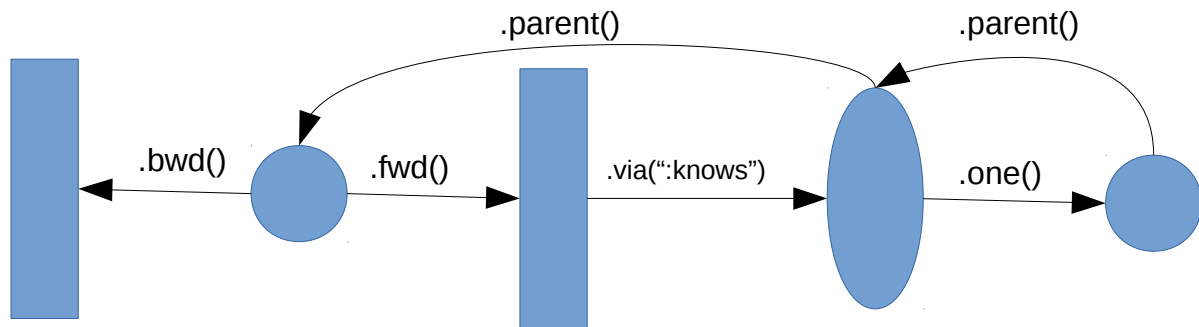 .parent()
.parent()
.bwd()
.fwd()
.via(“:knows”)
.one()